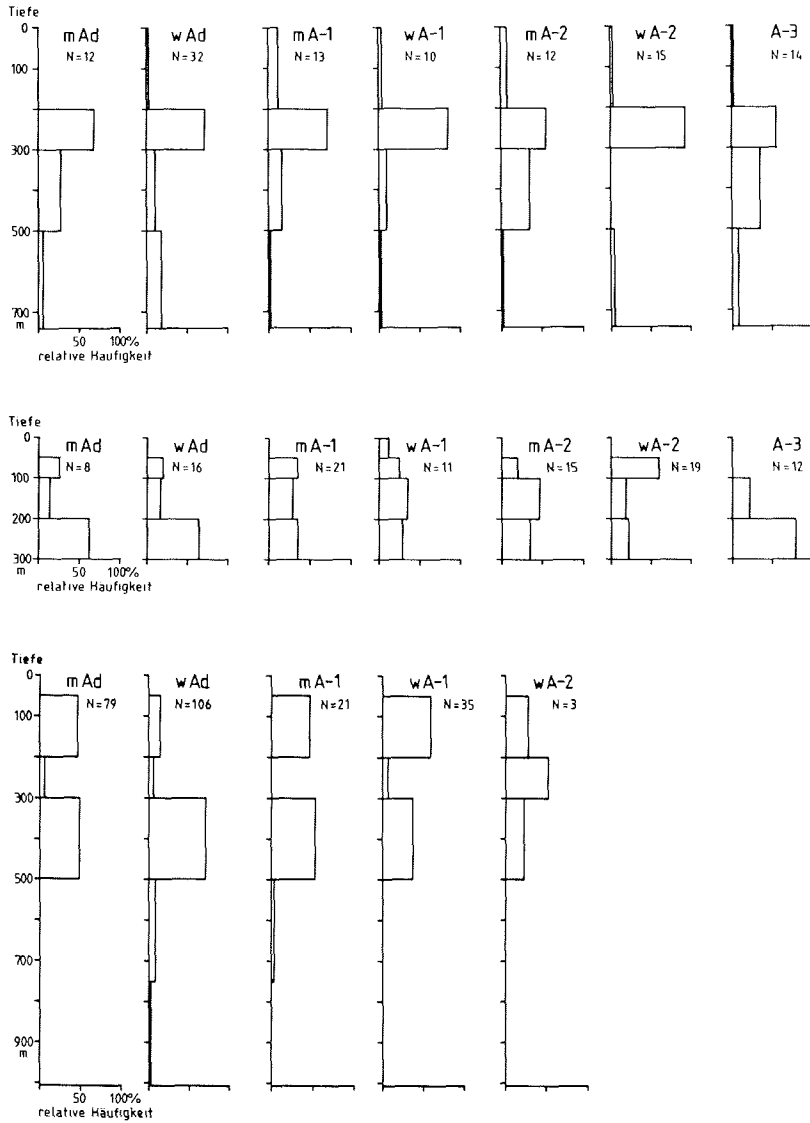 Tiefe
mAd wAd mA-1 wA-1 mA-2 wA-2 A-3
N=12 N=32 N=13 N=10 N=12 N=15 N=14
0
100
300
500
700
m
50 100%
relative Häufigkeit
Tiefe
mAd wAd mA-1 wA-1 mA-2 wA-2 A-3
N=8 N=16 N=21 N=11 N=15 N=19 N=12
0
100
200
300
m
50 100%
relative Häufigkeit
Tiefe
mAd wAd mA-1 wA-1 wA-2
N=79 N=106 N=21 N=35 N=3
0
100
300
500
700
900
m
50 100%
relative Häufigkeit